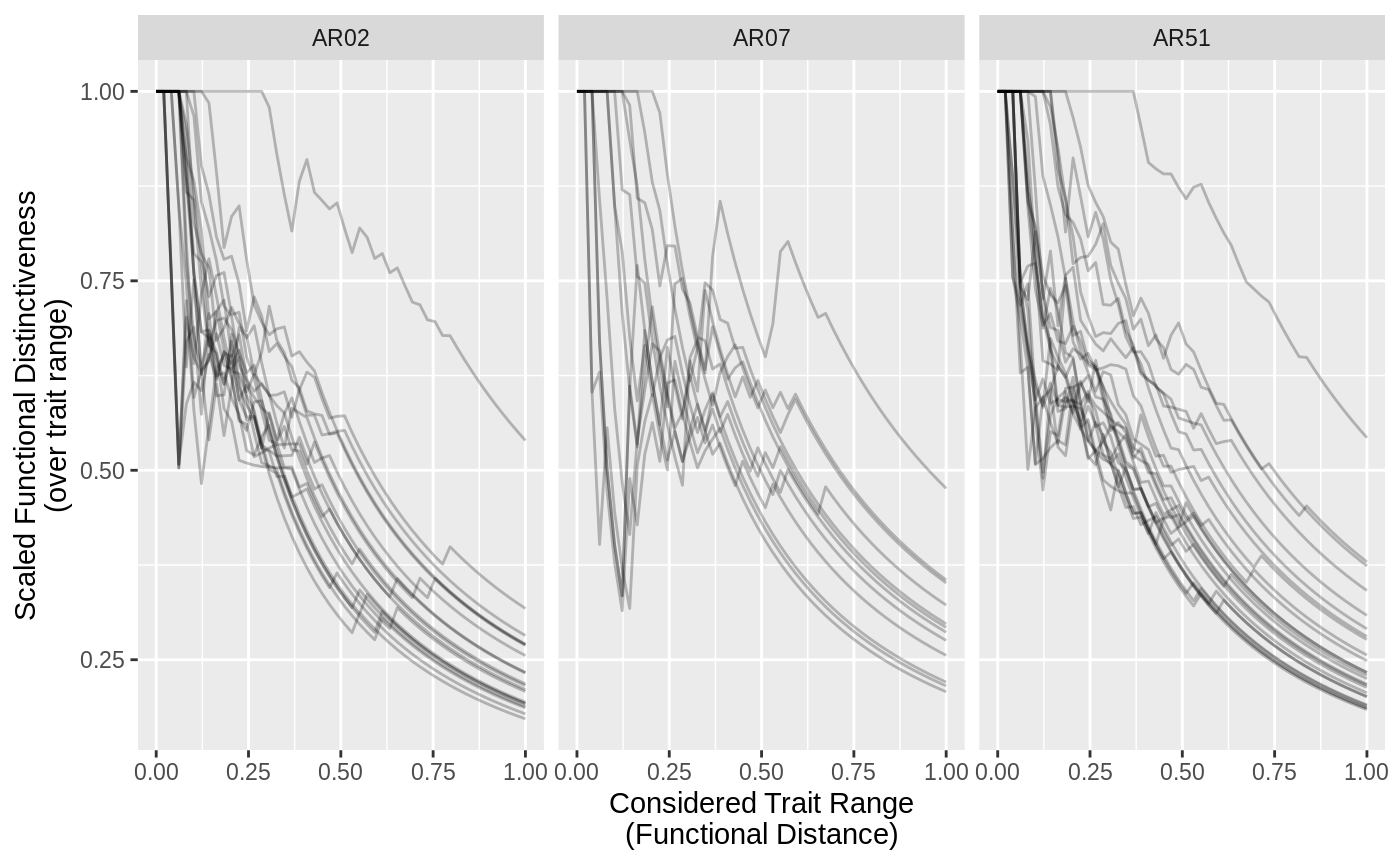 AR02 AR07 AR51
Scaled Functional Distinctiveness
(over trait range)
1.00
0.75
0.50
0.25
0.00 0.25 0.50 0.75 1.00 0.00 0.25 0.50 0.75 1.00 0.00 0.25 0.50 0.75 1.00
Considered Trait Range
(Functional Distance)